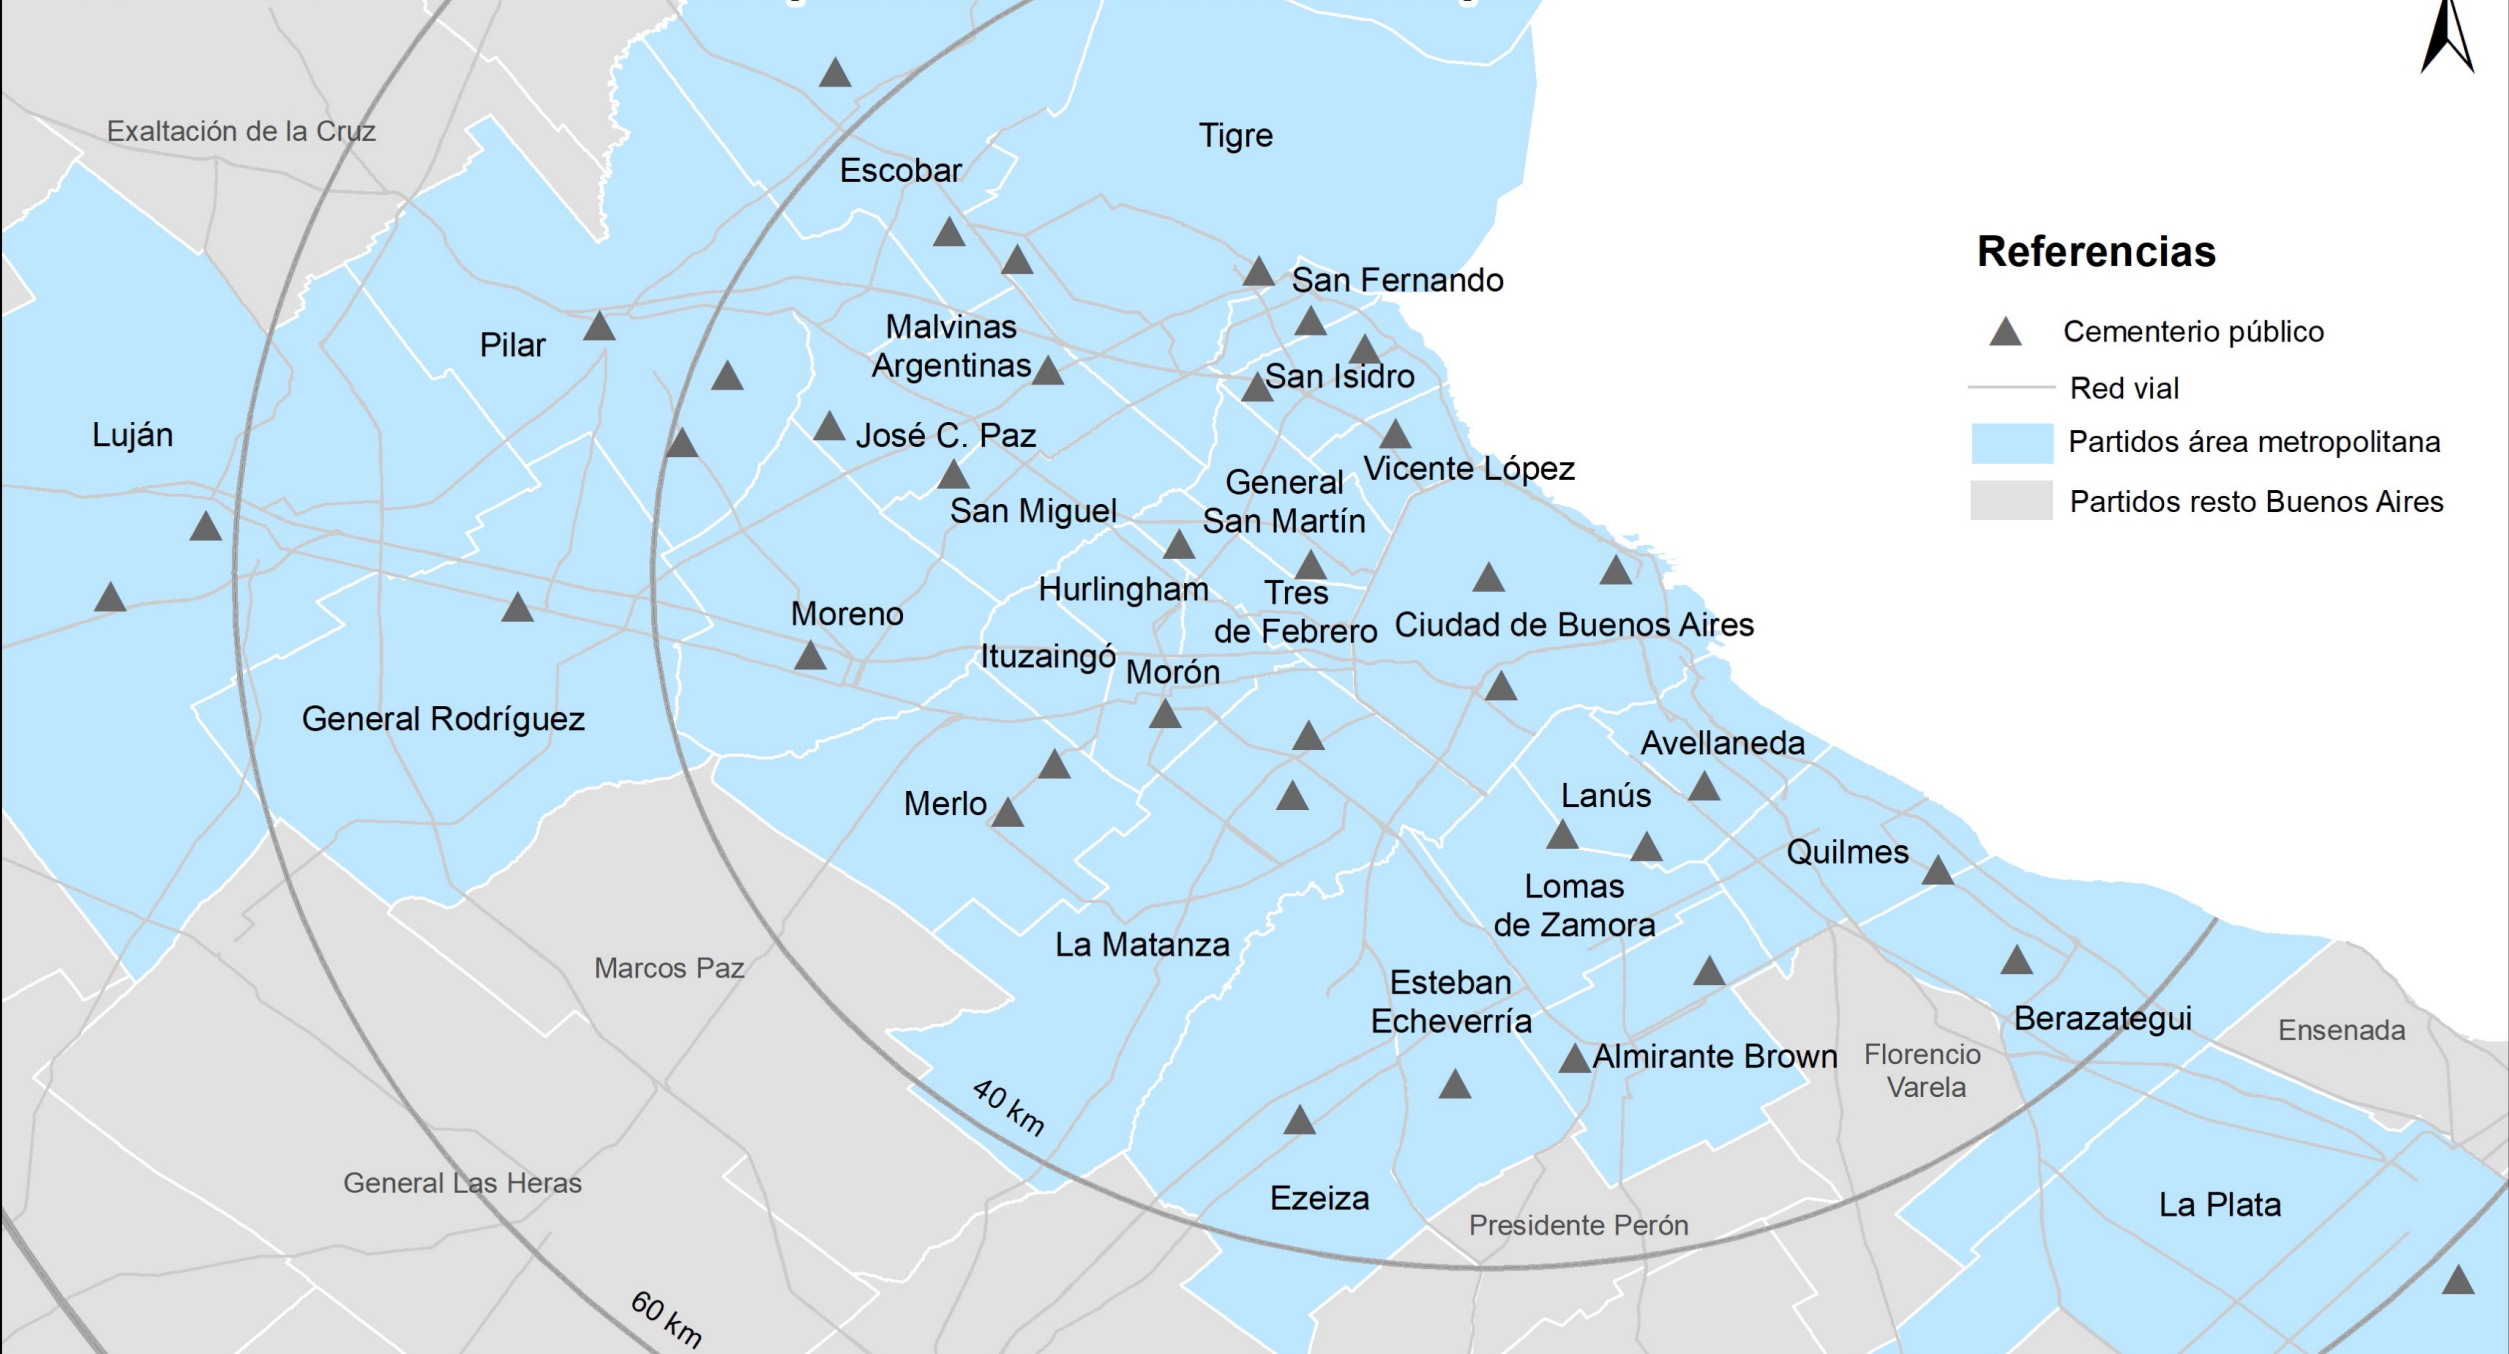 Exaltación de la Cruz
Tigre
Escobar
Referencias
San Fernando
Cementerio público
Malvinas
Argentinas
Pilar
San Isidro
Red vial
Luján
José C. Paz
Partidos área metropolitana
Vicente López
General
San Martín
San Miguel
Partidos resto Buenos Aires
Hurlingham
Tres
de Febrero
Moreno
Ciudad de Buenos Aires
Ituzaingó
Morón
General Rodríguez
Avellaneda
Merlo
Lanús
Quilmes
Lomas
de Zamora
La Matanza
Marcos Paz
Esteban
Echeverría
Berazategui
Ensenada
Almirante Brown
Florencio
Varela
40 km
General Las Heras
Ezeiza
La Plata
Presidente Perón
60 km